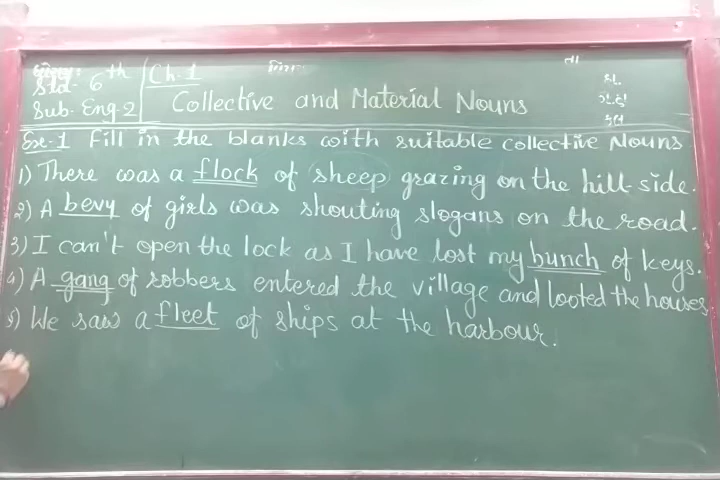 Std- 6th Ch.1
Sub. Eng-2 Collective and Material Nouns
Ex-1 Fill in the blanks with suitable collective Nouns
1) There was a flock of sheep grazing on the hill-side.
2) A bevy of girls was shouting slogans on the road.
3) I can't open the lock as I have lost my bunch of keys.
4) A gang of robbers entered the village and looted the houses.
5) We saw a fleet of ships at the harbour.